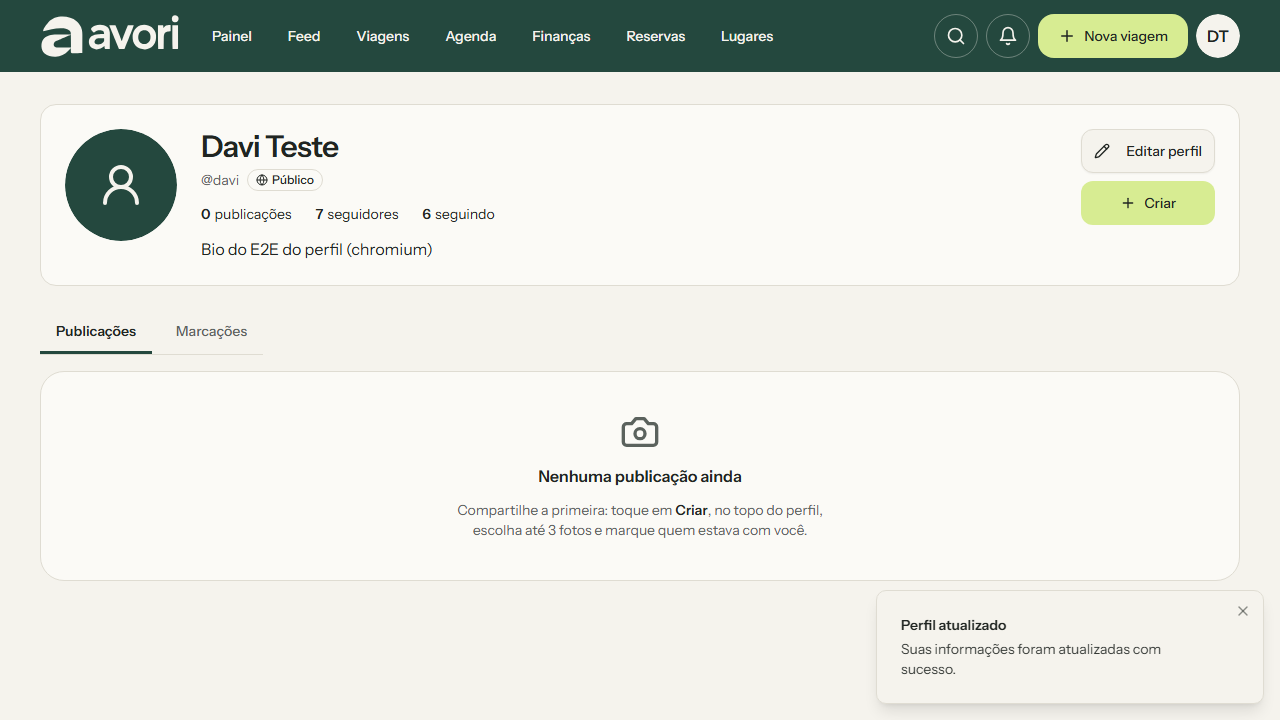 avori
Painel
Feed
Viagens
Agenda
Finanças
Reservas
Lugares
Nova viagem
DT
Davi Teste
@davi
Público
0 publicações 7 seguidores 6 seguindo
Bio do E2E do perfil (chromium)
Editar perfil
Criar
Publicações
Marcações
Nenhuma publicação ainda
Compartilhe a primeira: toque em Criar, no topo do perfil,
escolha até 3 fotos e marque quem estava com você.
Perfil atualizado
Suas informações foram atualizadas com
sucesso.